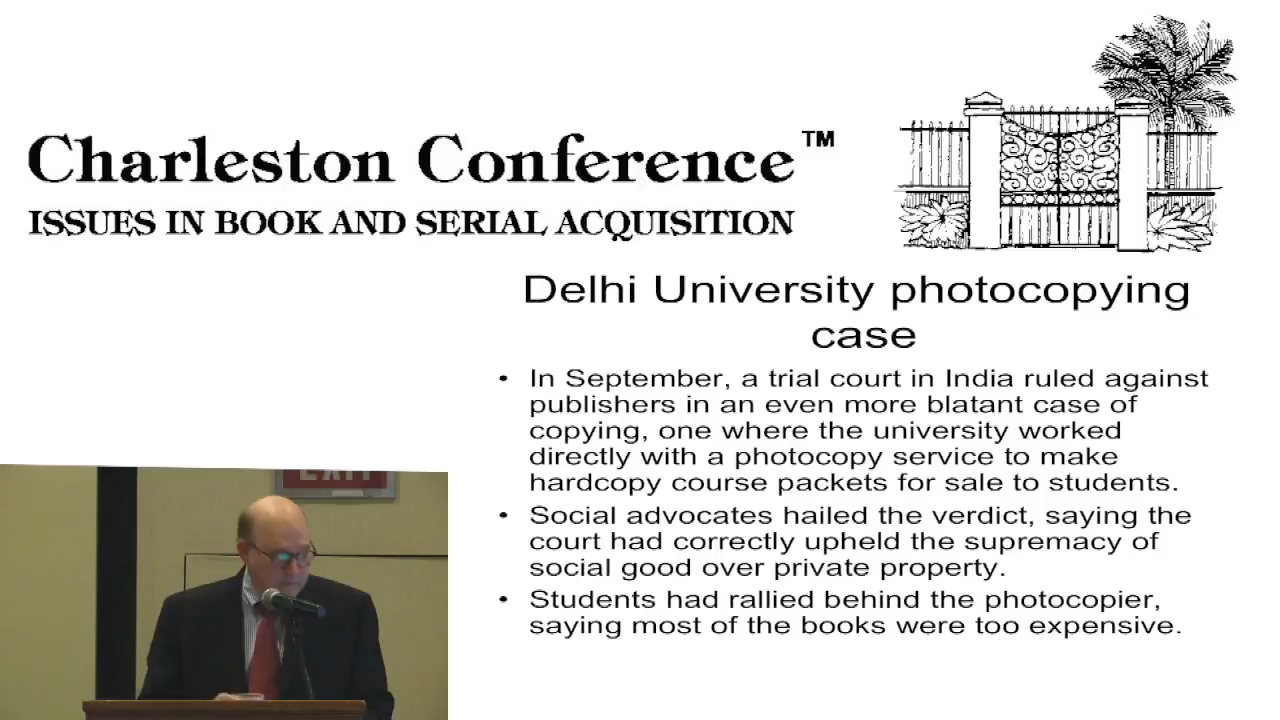 Charleston Conference™
ISSUES IN BOOK AND SERIAL ACQUISITION
Delhi University photocopying
case
• In September, a trial court in India ruled against
publishers in an even more blatant case of
copying, one where the university worked
directly with a photocopy service to make
hardcopy course packets for sale to students.
• Social advocates hailed the verdict, saying the
court had correctly upheld the supremacy of
social good over private property.
• Students had rallied behind the photocopier,
saying most of the books were too expensive.
EXIT